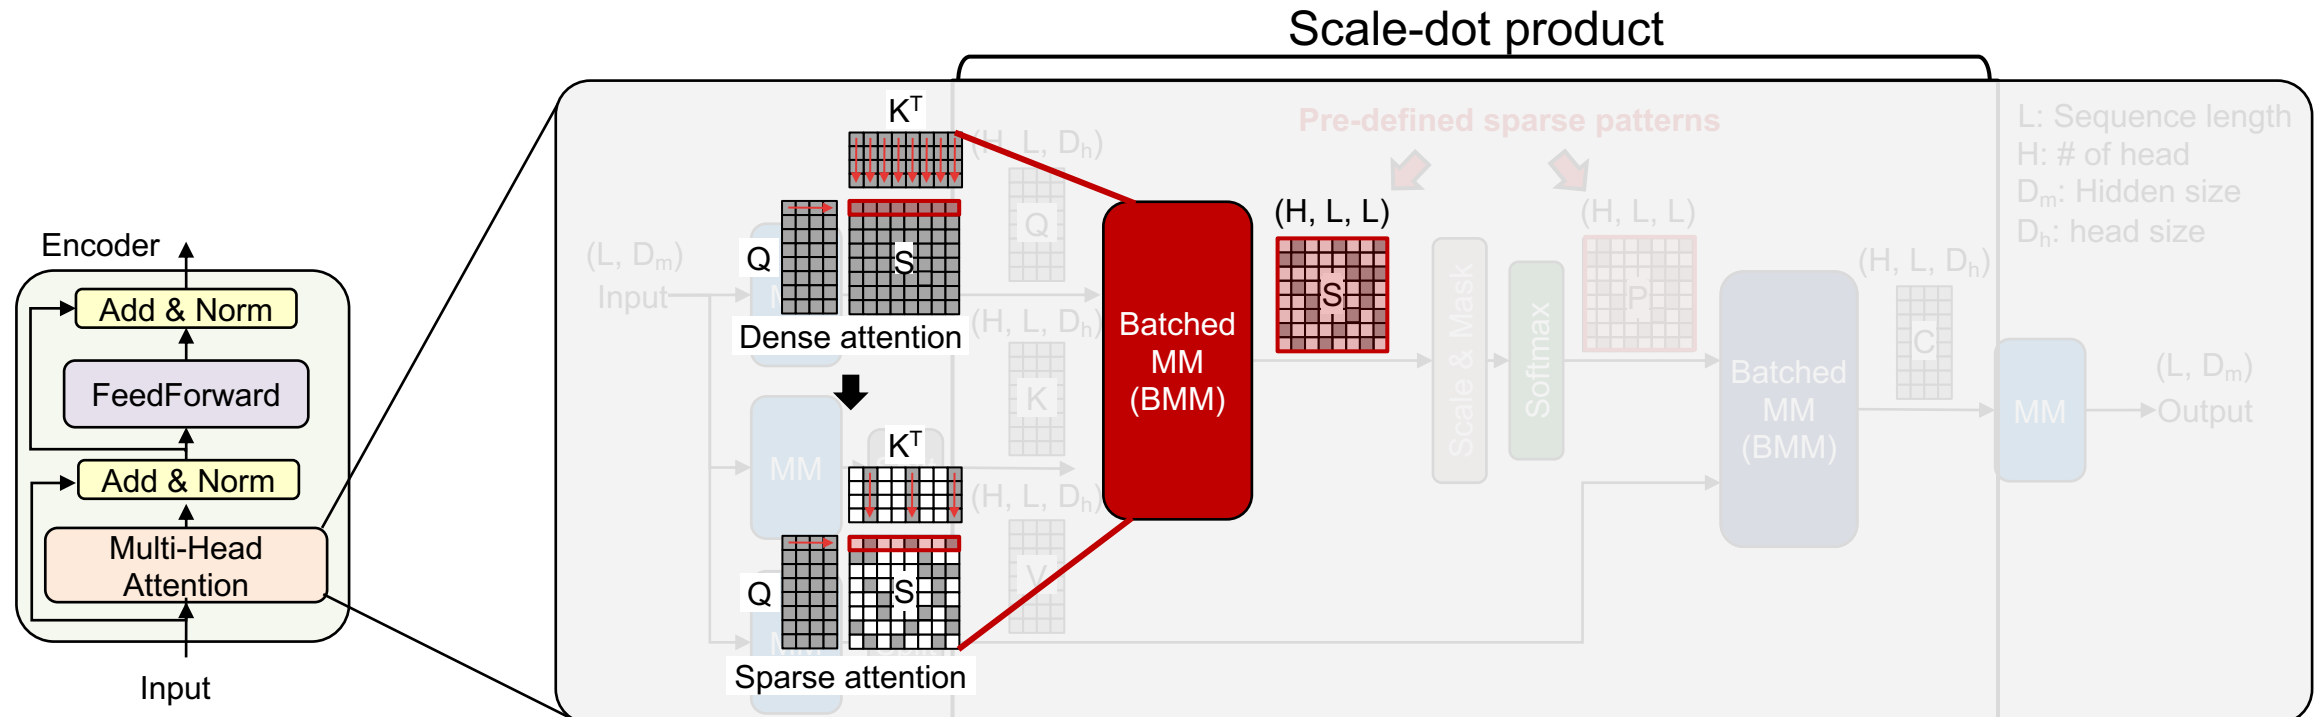 Scale-dot product
Encoder
Add & Norm
FeedForward
Add & Norm
Multi-Head
Attention
Input
(L, Dₘ)
Input
Kᵀ
Q
S
Dense attention
Kᵀ
Q
S
Sparse attention
MM
(H, L, Dₕ)
Q
(H, L, Dₕ)
K
(H, L, Dₕ)
V
Batched
MM
(BMM)
Pre-defined sparse patterns
(H, L, L)
S
Scale & Mask
Softmax
(H, L, L)
P
Batched
MM
(BMM)
(H, L, Dₕ)
C
MM
(L, Dₘ)
Output
L: Sequence length
H: # of head
Dₘ: Hidden size
Dₕ: head size